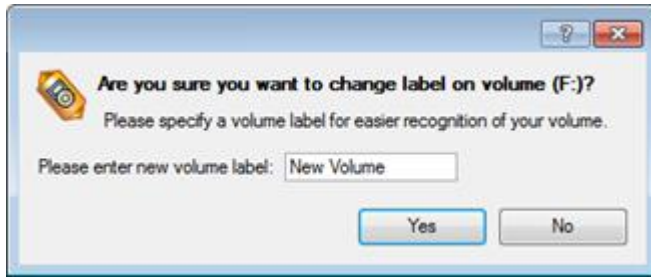 Are you sure you want to change label on volume (F:)?
Please specify a volume label for easier recognition of your volume.
Please enter new volume label: New Volume
Yes No